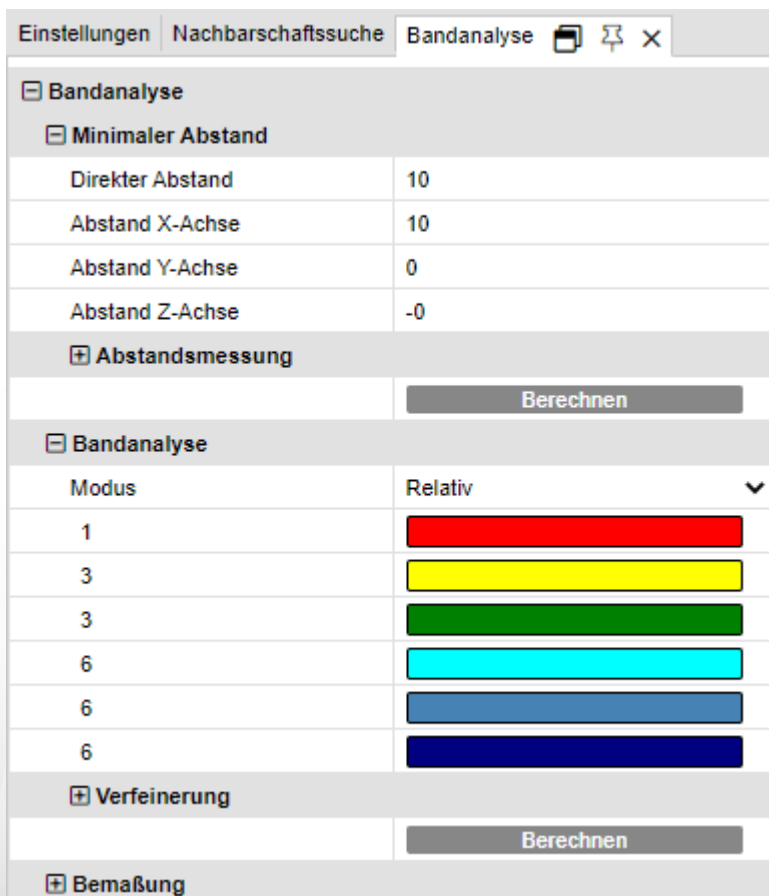 Einstellungen Nachbarschaftssuche Bandanalyse
Bandanalyse
Minimaler Abstand
Direkter Abstand 10
Abstand X-Achse 10
Abstand Y-Achse 0
Abstand Z-Achse -0
Abstandsmessung
Berechnen
Bandanalyse
Modus Relativ
1
3
3
6
6
6
Verfeinerung
Berechnen
Bemaßung